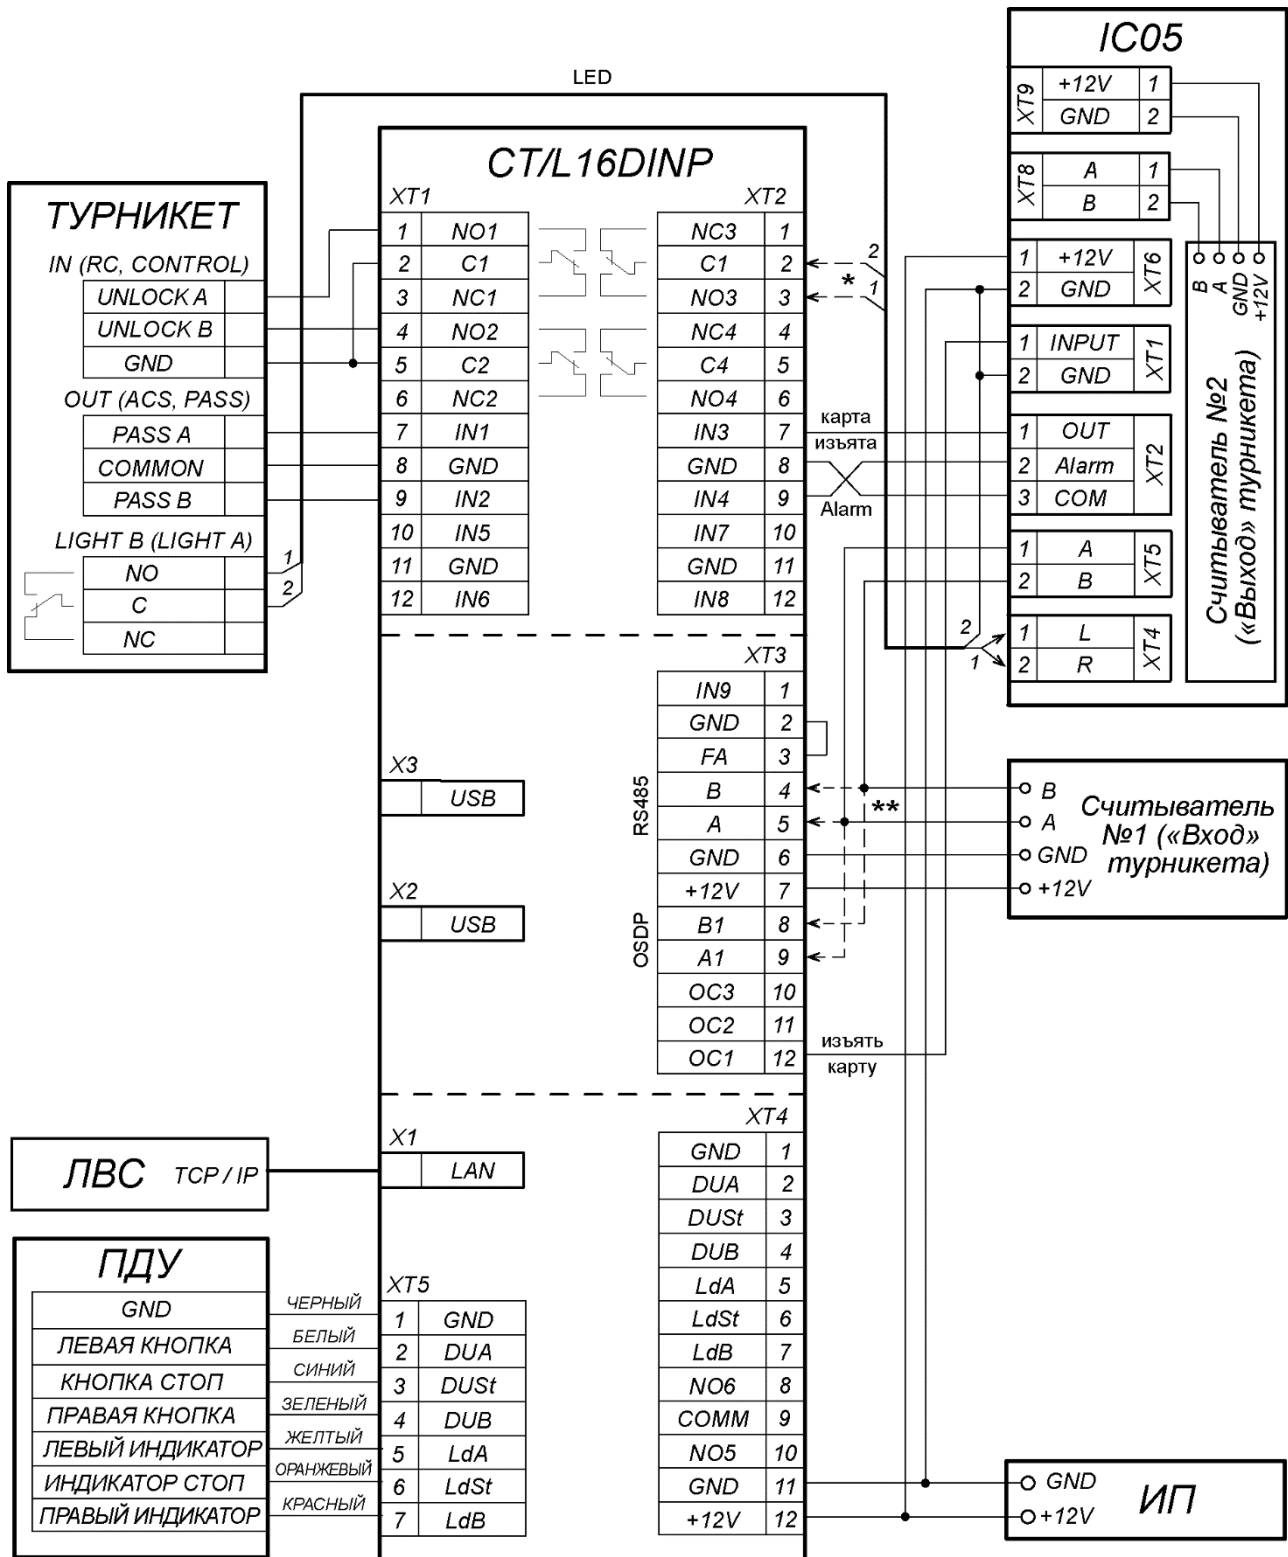 LED
IC05
XT9
+12V 1
GND 2
XT8
A 1
B 2
1 +12V
2 GND
XT6
1 INPUT
2 GND
XT1
1 OUT
2 Alarm
3 COM
XT2
1 A
2 B
XT5
1 L
2 R
XT4
B
A
GND
+12V
Считыватель №2
(«Выход» турникета)
ТУРНИКЕТ
IN (RC, CONTROL)
UNLOCK A
UNLOCK B
GND
OUT (ACS, PASS)
PASS A
COMMON
PASS B
LIGHT B (LIGHT A)
NO
C
NC
1
2
CT/L16DINP
XT1
1 NO1
2 C1
3 NC1
4 NO2
5 C2
6 NC2
7 IN1
8 GND
9 IN2
10 IN5
11 GND
12 IN6
XT2
NC3 1
C1 2
NO3 3
NC4 4
C4 5
NO4 6
IN3 7
GND 8
IN4 9
IN7 10
GND 11
IN8 12
2
*
1
карта
изъята
Alarm
2
1
XT3
IN9 1
GND 2
FA 3
B 4
A 5
GND 6
+12V 7
B1 8
A1 9
OC3 10
OC2 11
OC1 12
RS485
OSDP
**
изъять
карту
X3
USB
X2
USB
B
A
GND
+12V
Считыватель
№1 («Вход»
турникета)
X1
LAN
ЛВС TCP / IP
XT4
GND 1
DUA 2
DUSt 3
DUB 4
LdA 5
LdSt 6
LdB 7
NO6 8
COMM 9
NO5 10
GND 11
+12V 12
ПДУ
GND
ЛЕВАЯ КНОПКА
КНОПКА СТОП
ПРАВАЯ КНОПКА
ЛЕВЫЙ ИНДИКАТОР
ИНДИКАТОР СТОП
ПРАВЫЙ ИНДИКАТОР
ЧЕРНЫЙ
БЕЛЫЙ
СИНИЙ
ЗЕЛЕНЫЙ
ЖЕЛТЫЙ
ОРАНЖЕВЫЙ
КРАСНЫЙ
XT5
1 GND
2 DUA
3 DUSt
4 DUB
5 LdA
6 LdSt
7 LdB
GND
+12V
ИП